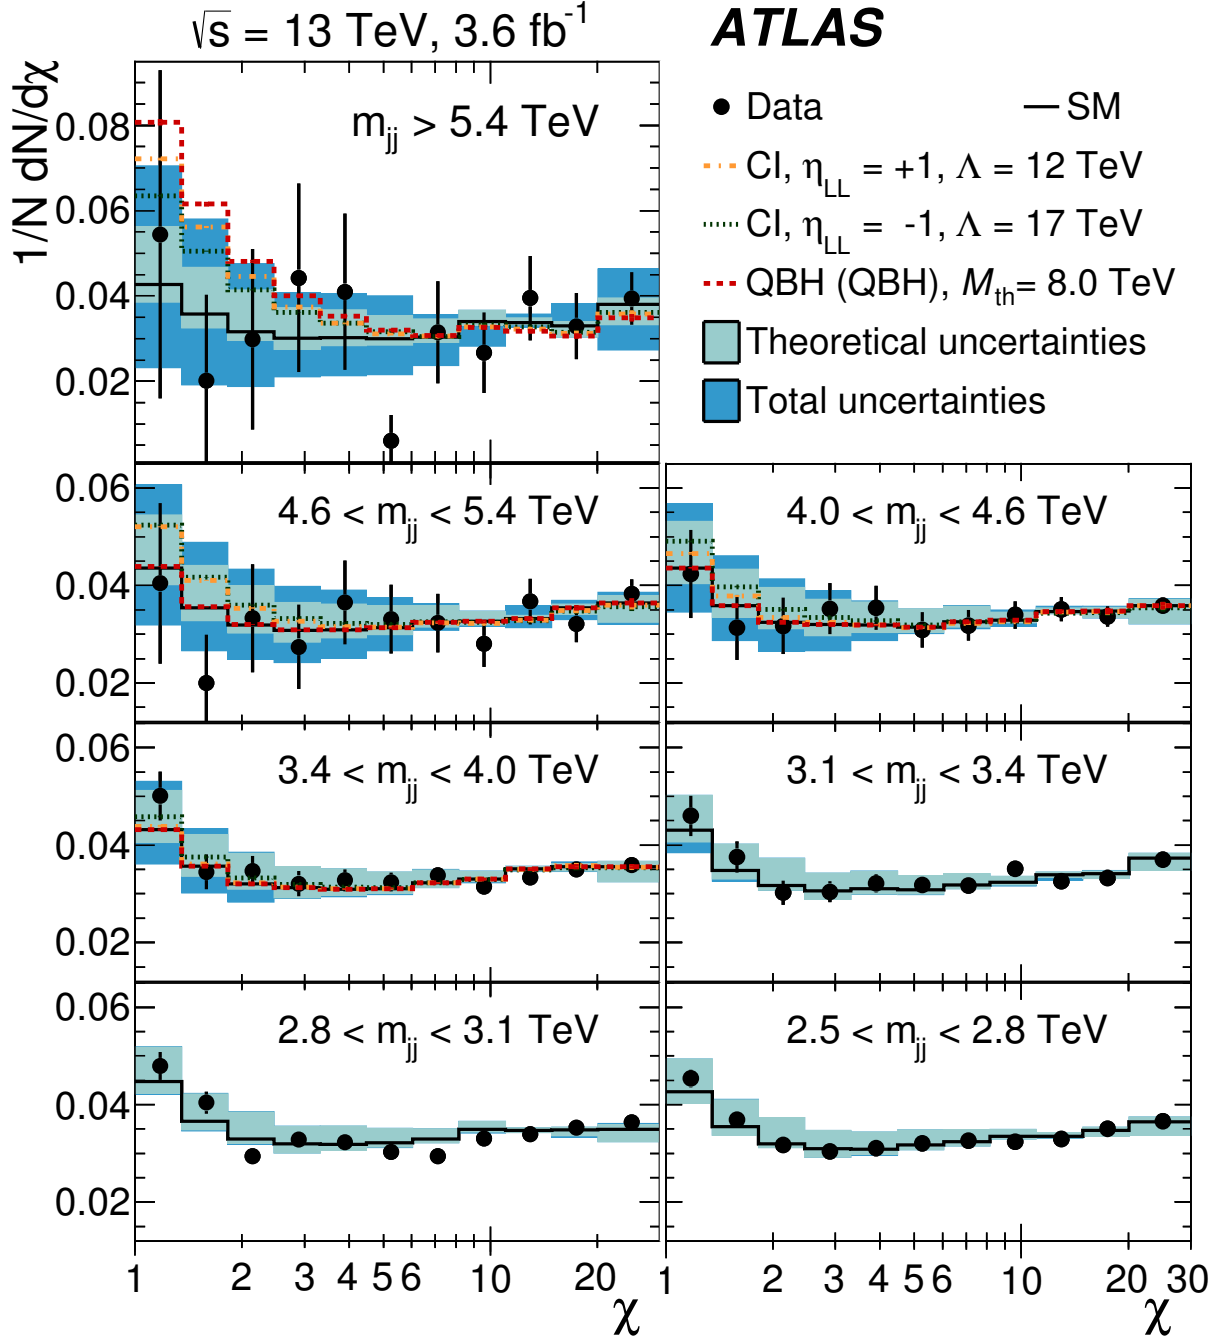 √s = 13 TeV, 3.6 fb⁻¹
ATLAS
1/N dN/dχ
Data
SM
CI, η_LL = +1, Λ = 12 TeV
CI, η_LL = -1, Λ = 17 TeV
QBH (QBH), M_th = 8.0 TeV
Theoretical uncertainties
Total uncertainties
m_jj > 5.4 TeV
0.08
0.06
0.04
0.02
4.6 < m_jj < 5.4 TeV
0.06
0.04
0.02
4.0 < m_jj < 4.6 TeV
3.4 < m_jj < 4.0 TeV
0.06
0.04
0.02
3.1 < m_jj < 3.4 TeV
2.8 < m_jj < 3.1 TeV
0.06
0.04
0.02
2.5 < m_jj < 2.8 TeV
1 2 3 4 5 6 10 20
χ
1 2 3 4 5 6 10 20 30
χ